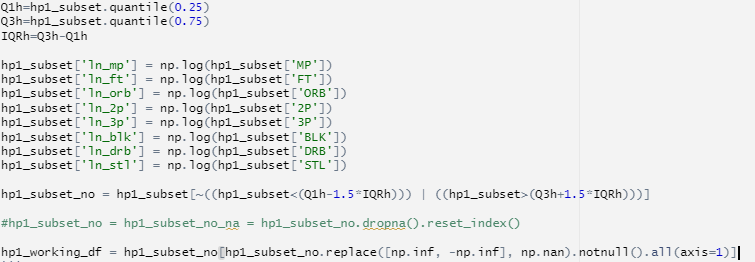 Q1h=hp1_subset.quantile(0.25)
Q3h=hp1_subset.quantile(0.75)
IQRh=Q3h-Q1h
hp1_subset['ln_mp'] = np.log(hp1_subset['MP'])
hp1_subset['ln_ft'] = np.log(hp1_subset['FT'])
hp1_subset['ln_orb'] = np.log(hp1_subset['ORB'])
hp1_subset['ln_2p'] = np.log(hp1_subset['2P'])
hp1_subset['ln_3p'] = np.log(hp1_subset['3P'])
hp1_subset['ln_blk'] = np.log(hp1_subset['BLK'])
hp1_subset['ln_drb'] = np.log(hp1_subset['DRB'])
hp1_subset['ln_stl'] = np.log(hp1_subset['STL'])
hp1_subset_no = hp1_subset[~((hp1_subset<(Q1h-1.5*IQRh))) | ((hp1_subset>(Q3h+1.5*IQRh)))]
#hp1_subset_no = hp1_subset_no_na = hp1_subset_no.dropna().reset_index()
hp1_working_df = hp1_subset_no[hp1_subset_no.replace([np.inf, -np.inf], np.nan).notnull().all(axis=1)]